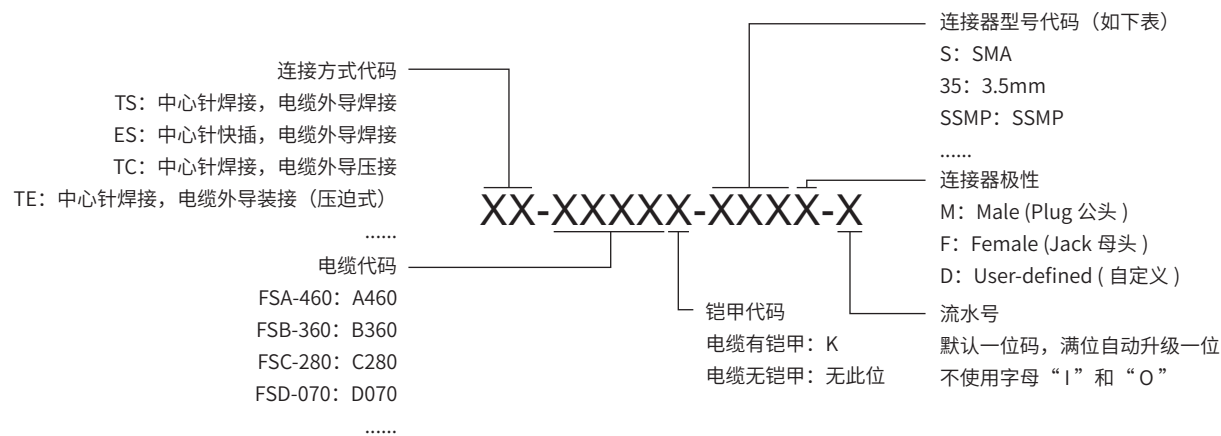 连接方式代码
TS：中心针焊接，电缆外导焊接
ES：中心针快插，电缆外导焊接
TC：中心针焊接，电缆外导压接
TE：中心针焊接，电缆外导装接（压迫式）
......
电缆代码
FSA-460：A460
FSB-360：B360
FSC-280：C280
FSD-070：D070
......
XX-XXXXX-XXXX-X
铠甲代码
电缆有铠甲：K
电缆无铠甲：无此位
连接器型号代码（如下表）
S：SMA
35：3.5mm
SSMP：SSMP
......
连接器极性
M：Male (Plug 公头 )
F：Female (Jack 母头 )
D：User-defined ( 自定义 )
流水号
默认一位码，满位自动升级一位
不使用字母“I”和“O”